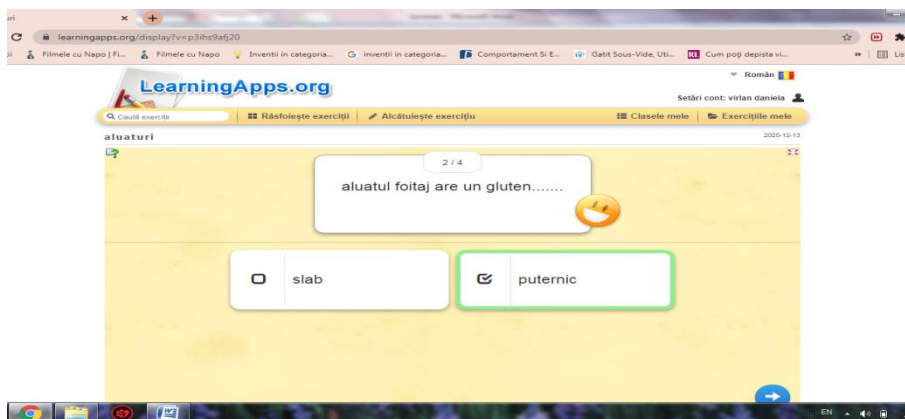 uri
learningapps.org/display?v=p3ihs9afj20
Filmele cu Napo | Fi... Filmele cu Napo Inventii in categoria... inventii in categoria... Comportament Si E... Gatit Sous-Vide, Uti... Cum poți depista vi... » Lis
LearningApps.org
Român
Setări cont: virlan daniela
Caută exerciții Răsfoiește exerciții Alcătuiește exercițiu Clasele mele Exercițiile mele
aluaturi 2020-12-13
2 / 4
aluatul foitaj are un gluten.......
slab puternic
EN